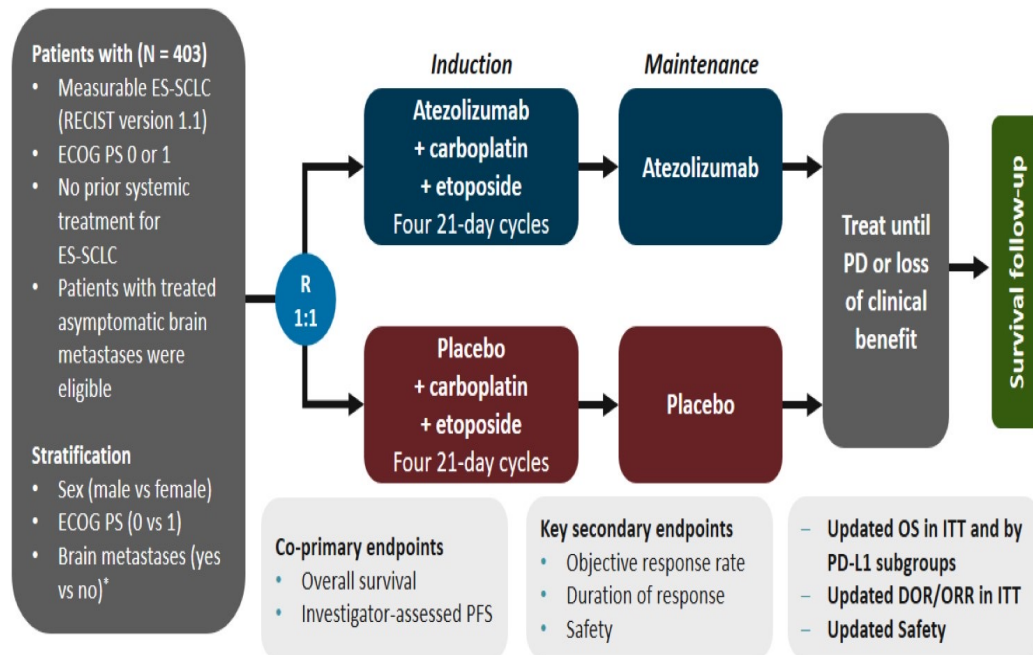 Patients with (N = 403)
• Measurable ES-SCLC
(RECIST version 1.1)
• ECOG PS 0 or 1
• No prior systemic
treatment for
ES-SCLC
• Patients with treated
asymptomatic brain
metastases were
eligible
Stratification
• Sex (male vs female)
• ECOG PS (0 vs 1)
• Brain metastases (yes
vs no)*
R
1:1
Induction
Atezolizumab
+ carboplatin
+ etoposide
Four 21-day cycles
Maintenance
Atezolizumab
Placebo
+ carboplatin
+ etoposide
Four 21-day cycles
Placebo
Treat until
PD or loss
of clinical
benefit
Survival follow-up
Co-primary endpoints
• Overall survival
• Investigator-assessed PFS
Key secondary endpoints
• Objective response rate
• Duration of response
• Safety
– Updated OS in ITT and by
PD-L1 subgroups
– Updated DOR/ORR in ITT
– Updated Safety